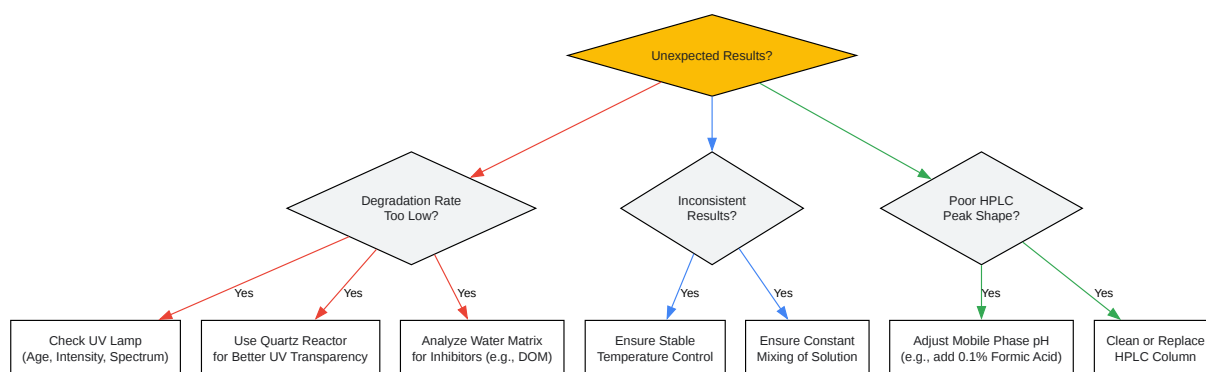 Unexpected Results?
Degradation Rate
Too Low?
Inconsistent
Results?
Poor HPLC
Peak Shape?
Yes
Yes
Yes
Yes
Yes
Yes
Yes
Check UV Lamp
(Age, Intensity, Spectrum)
Use Quartz Reactor
for Better UV Transparency
Analyze Water Matrix
for Inhibitors (e.g., DOM)
Ensure Stable
Temperature Control
Ensure Constant
Mixing of Solution
Adjust Mobile Phase pH
(e.g., add 0.1% Formic Acid)
Clean or Replace
HPLC Column